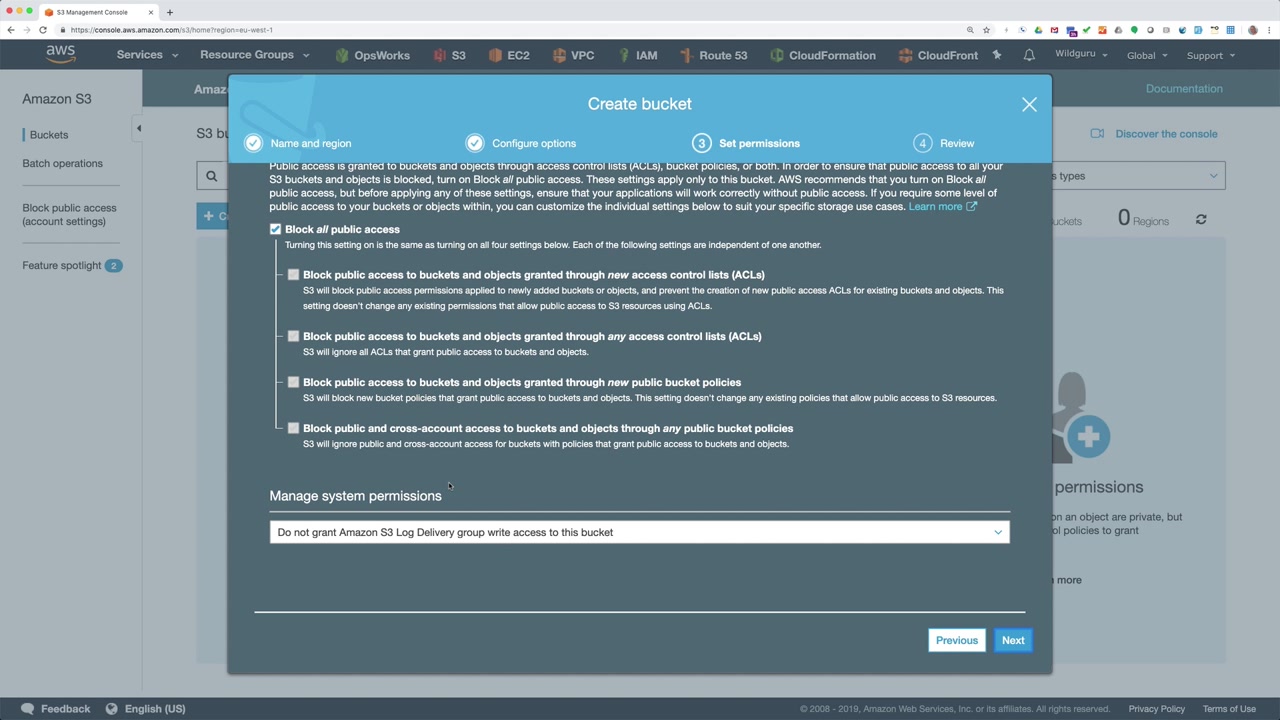 S3 Management Console
https://console.aws.amazon.com/s3/home?region=eu-west-1
aws
Services
Resource Groups
OpsWorks
S3
EC2
VPC
IAM
Route 53
CloudFormation
CloudFront
Wildguru
Global
Support
Amazon S3
Buckets
Batch operations
Block public access
(account settings)
Feature spotlight 2
Documentation
Discover the console
Create bucket
Name and region
Configure options
3 Set permissions
4 Review
Public access is granted to buckets and objects through access control lists (ACLs), bucket policies, or both. In order to ensure that public access to all your
S3 buckets and objects is blocked, turn on Block all public access. These settings apply only to this bucket. AWS recommends that you turn on Block all
public access, but before applying any of these settings, ensure that your applications will work correctly without public access. If you require some level of
public access to your buckets or objects within, you can customize the individual settings below to suit your specific storage use cases. Learn more
Block all public access
Turning this setting on is the same as turning on all four settings below. Each of the following settings are independent of one another.
Block public access to buckets and objects granted through new access control lists (ACLs)
S3 will block public access permissions applied to newly added buckets or objects, and prevent the creation of new public access ACLs for existing buckets and objects. This
setting doesn't change any existing permissions that allow public access to S3 resources using ACLs.
Block public access to buckets and objects granted through any access control lists (ACLs)
S3 will ignore all ACLs that grant public access to buckets and objects.
Block public access to buckets and objects granted through new public bucket policies
S3 will block new bucket policies that grant public access to buckets and objects. This setting doesn't change any existing policies that allow public access to S3 resources.
Block public and cross-account access to buckets and objects through any public bucket policies
S3 will ignore public and cross-account access for buckets with policies that grant public access to buckets and objects.
Manage system permissions
Do not grant Amazon S3 Log Delivery group write access to this bucket
Previous
Next
S3 bu
Amaz
s types
Buckets
0 Regions
permissions
on an object are private, but
ol policies to grant
more
Feedback
English (US)
© 2008 - 2019, Amazon Web Services, Inc. or its affiliates. All rights reserved.
Privacy Policy
Terms of Use